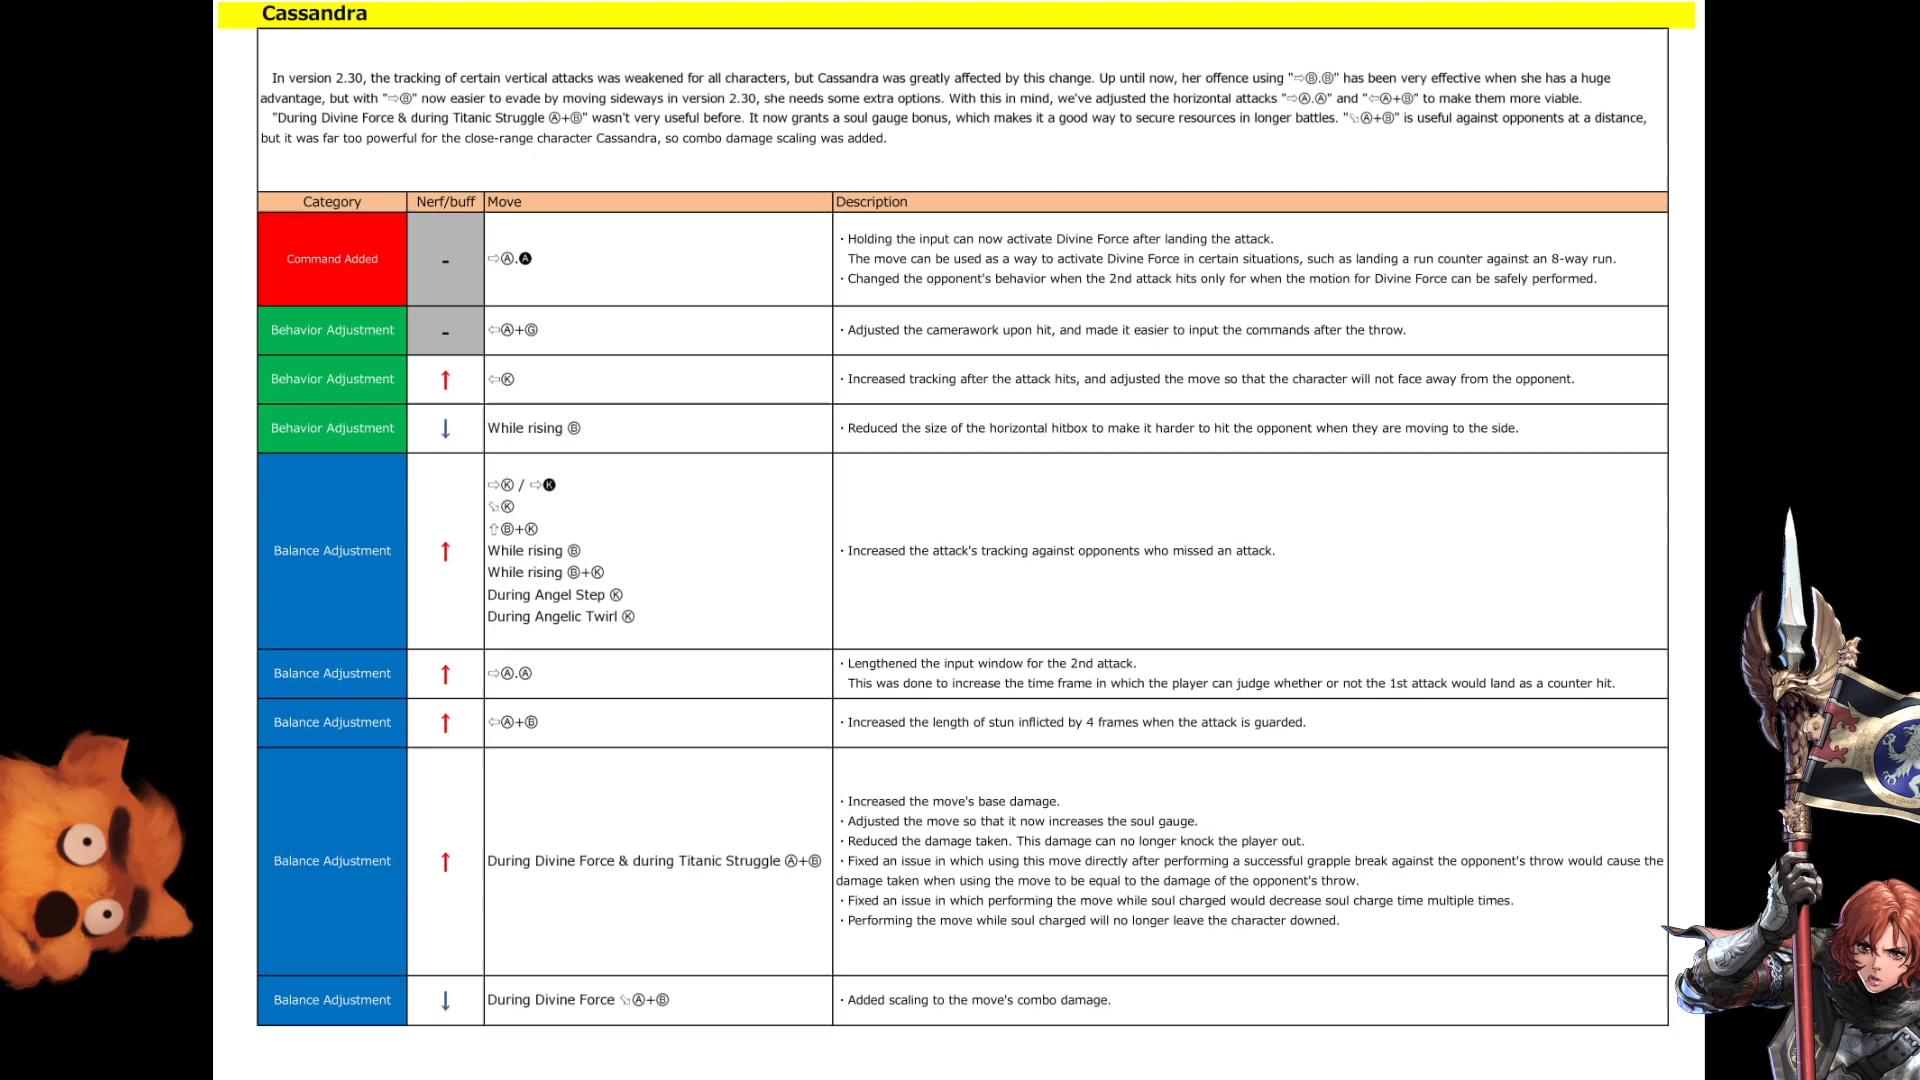 Cassandra
In version 2.30, the tracking of certain vertical attacks was weakened for all characters, but Cassandra was greatly affected by this change. Up until now, her offence using "⇨Ⓑ.Ⓑ" has been very effective when she has a huge
advantage, but with "⇨Ⓑ" now easier to evade by moving sideways in version 2.30, she needs some extra options. With this in mind, we've adjusted the horizontal attacks "⇨Ⓐ.Ⓐ" and "⇦Ⓐ+Ⓑ" to make them more viable.
"During Divine Force & during Titanic Struggle Ⓐ+Ⓑ" wasn't very useful before. It now grants a soul gauge bonus, which makes it a good way to secure resources in longer battles. "⬂Ⓐ+Ⓑ" is useful against opponents at a distance,
but it was far too powerful for the close-range character Cassandra, so combo damage scaling was added.
Category Nerf/buff Move Description
Command Added - ⇨Ⓐ.🅐
・Holding the input can now activate Divine Force after landing the attack.
The move can be used as a way to activate Divine Force in certain situations, such as landing a run counter against an 8-way run.
・Changed the opponent's behavior when the 2nd attack hits only for when the motion for Divine Force can be safely performed.
Behavior Adjustment - ⇦Ⓐ+Ⓖ ・Adjusted the camerawork upon hit, and made it easier to input the commands after the throw.
Behavior Adjustment ↑ ⇦Ⓚ ・Increased tracking after the attack hits, and adjusted the move so that the character will not face away from the opponent.
Behavior Adjustment ↓ While rising Ⓑ ・Reduced the size of the horizontal hitbox to make it harder to hit the opponent when they are moving to the side.
Balance Adjustment ↑
⇨Ⓚ / ⇨🅚
⬂Ⓚ
⇧Ⓑ+Ⓚ
While rising Ⓑ
While rising Ⓑ+Ⓚ
During Angel Step Ⓚ
During Angelic Twirl Ⓚ
・Increased the attack's tracking against opponents who missed an attack.
Balance Adjustment ↑ ⇨Ⓐ.Ⓐ
・Lengthened the input window for the 2nd attack.
This was done to increase the time frame in which the player can judge whether or not the 1st attack would land as a counter hit.
Balance Adjustment ↑ ⇦Ⓐ+Ⓑ ・Increased the length of stun inflicted by 4 frames when the attack is guarded.
Balance Adjustment ↑ During Divine Force & during Titanic Struggle Ⓐ+Ⓑ
・Increased the move's base damage.
・Adjusted the move so that it now increases the soul gauge.
・Reduced the damage taken. This damage can no longer knock the player out.
・Fixed an issue in which using this move directly after performing a successful grapple break against the opponent's throw would cause the
damage taken when using the move to be equal to the damage of the opponent's throw.
・Fixed an issue in which performing the move while soul charged would decrease soul charge time multiple times.
・Performing the move while soul charged will no longer leave the character downed.
Balance Adjustment ↓ During Divine Force ⬂Ⓐ+Ⓑ ・Added scaling to the move's combo damage.